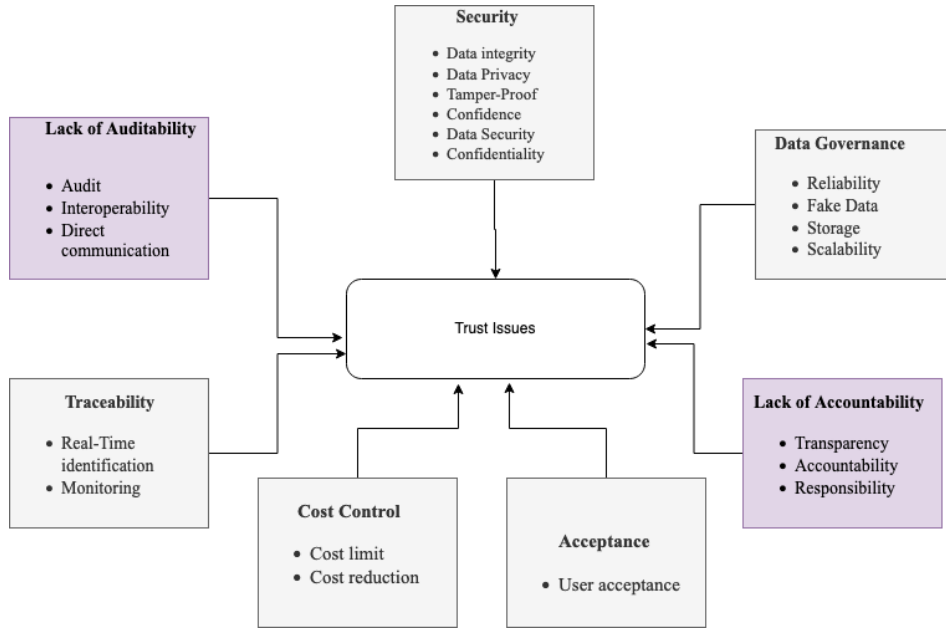 Security
Data integrity
Data Privacy
Tamper-Proof
Confidence
Data Security
Confidentiality
Lack of Auditability
Audit
Interoperability
Direct
communication
Data Governance
Reliability
Fake Data
Storage
Scalability
Trust Issues
Traceability
Real-Time
identification
Monitoring
Lack of Accountability
Transparency
Accountability
Responsibility
Cost Control
Cost limit
Cost reduction
Acceptance
User acceptance